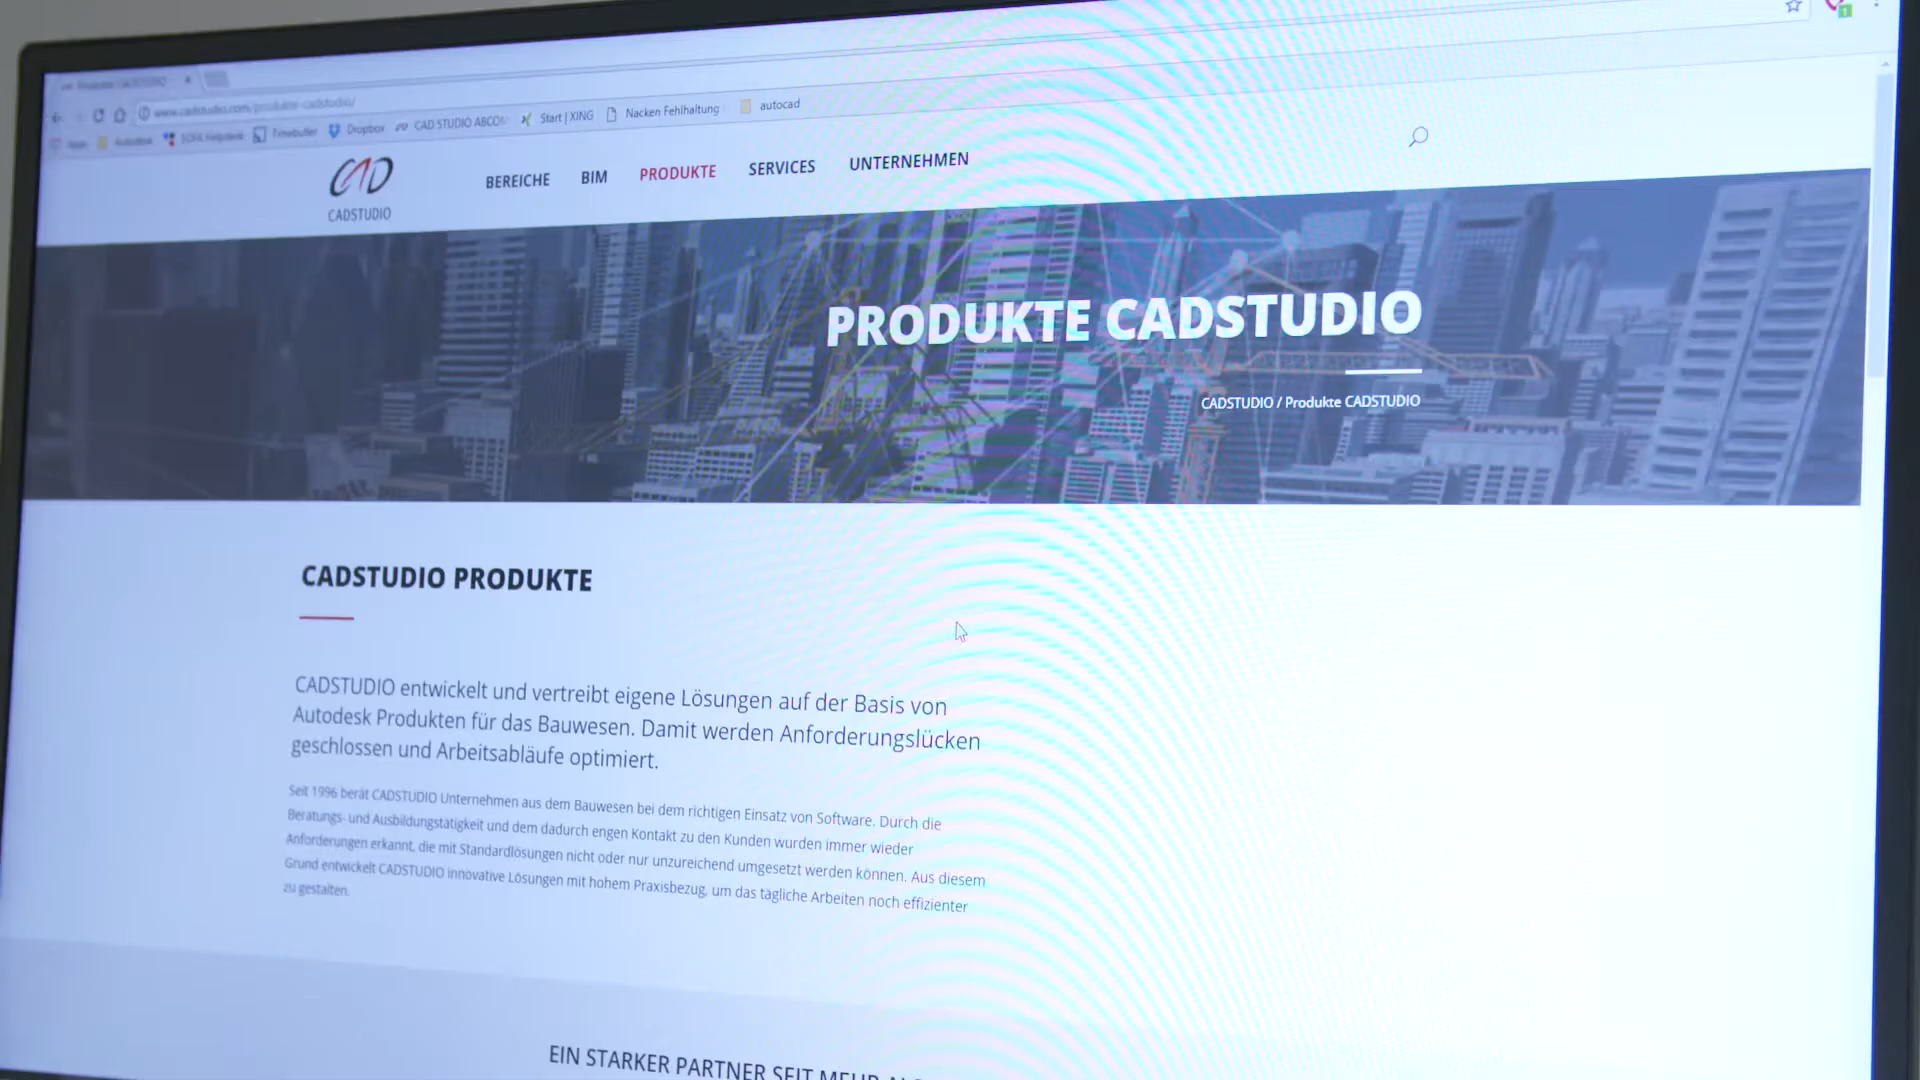 www.cadstudio.com/produkte-cadstudio/
Autodesk
SOFA Helpdesk
Timebutler
Dropbox
CAD STUDIO ABCON
Start | XING
Nacken Fehlhaltung
autocad
CAD
CADSTUDIO
BEREICHE
BIM
PRODUKTE
SERVICES
UNTERNEHMEN
PRODUKTE CADSTUDIO
CADSTUDIO / Produkte CADSTUDIO
CADSTUDIO PRODUKTE
CADSTUDIO entwickelt und vertreibt eigene Lösungen auf der Basis von
Autodesk Produkten für das Bauwesen. Damit werden Anforderungslücken
geschlossen und Arbeitsabläufe optimiert.
Seit 1996 berät CADSTUDIO Unternehmen aus dem Bauwesen bei dem richtigen Einsatz von Software. Durch die
Beratungs- und Ausbildungstätigkeit und dem dadurch engen Kontakt zu den Kunden wurden immer wieder
Anforderungen erkannt, die mit Standardlösungen nicht oder nur unzureichend umgesetzt werden können. Aus diesem
Grund entwickelt CADSTUDIO innovative Lösungen mit hohem Praxisbezug, um das tägliche Arbeiten noch effizienter
zu gestalten.
EIN STARKER PARTNER SEIT MEHR ALS